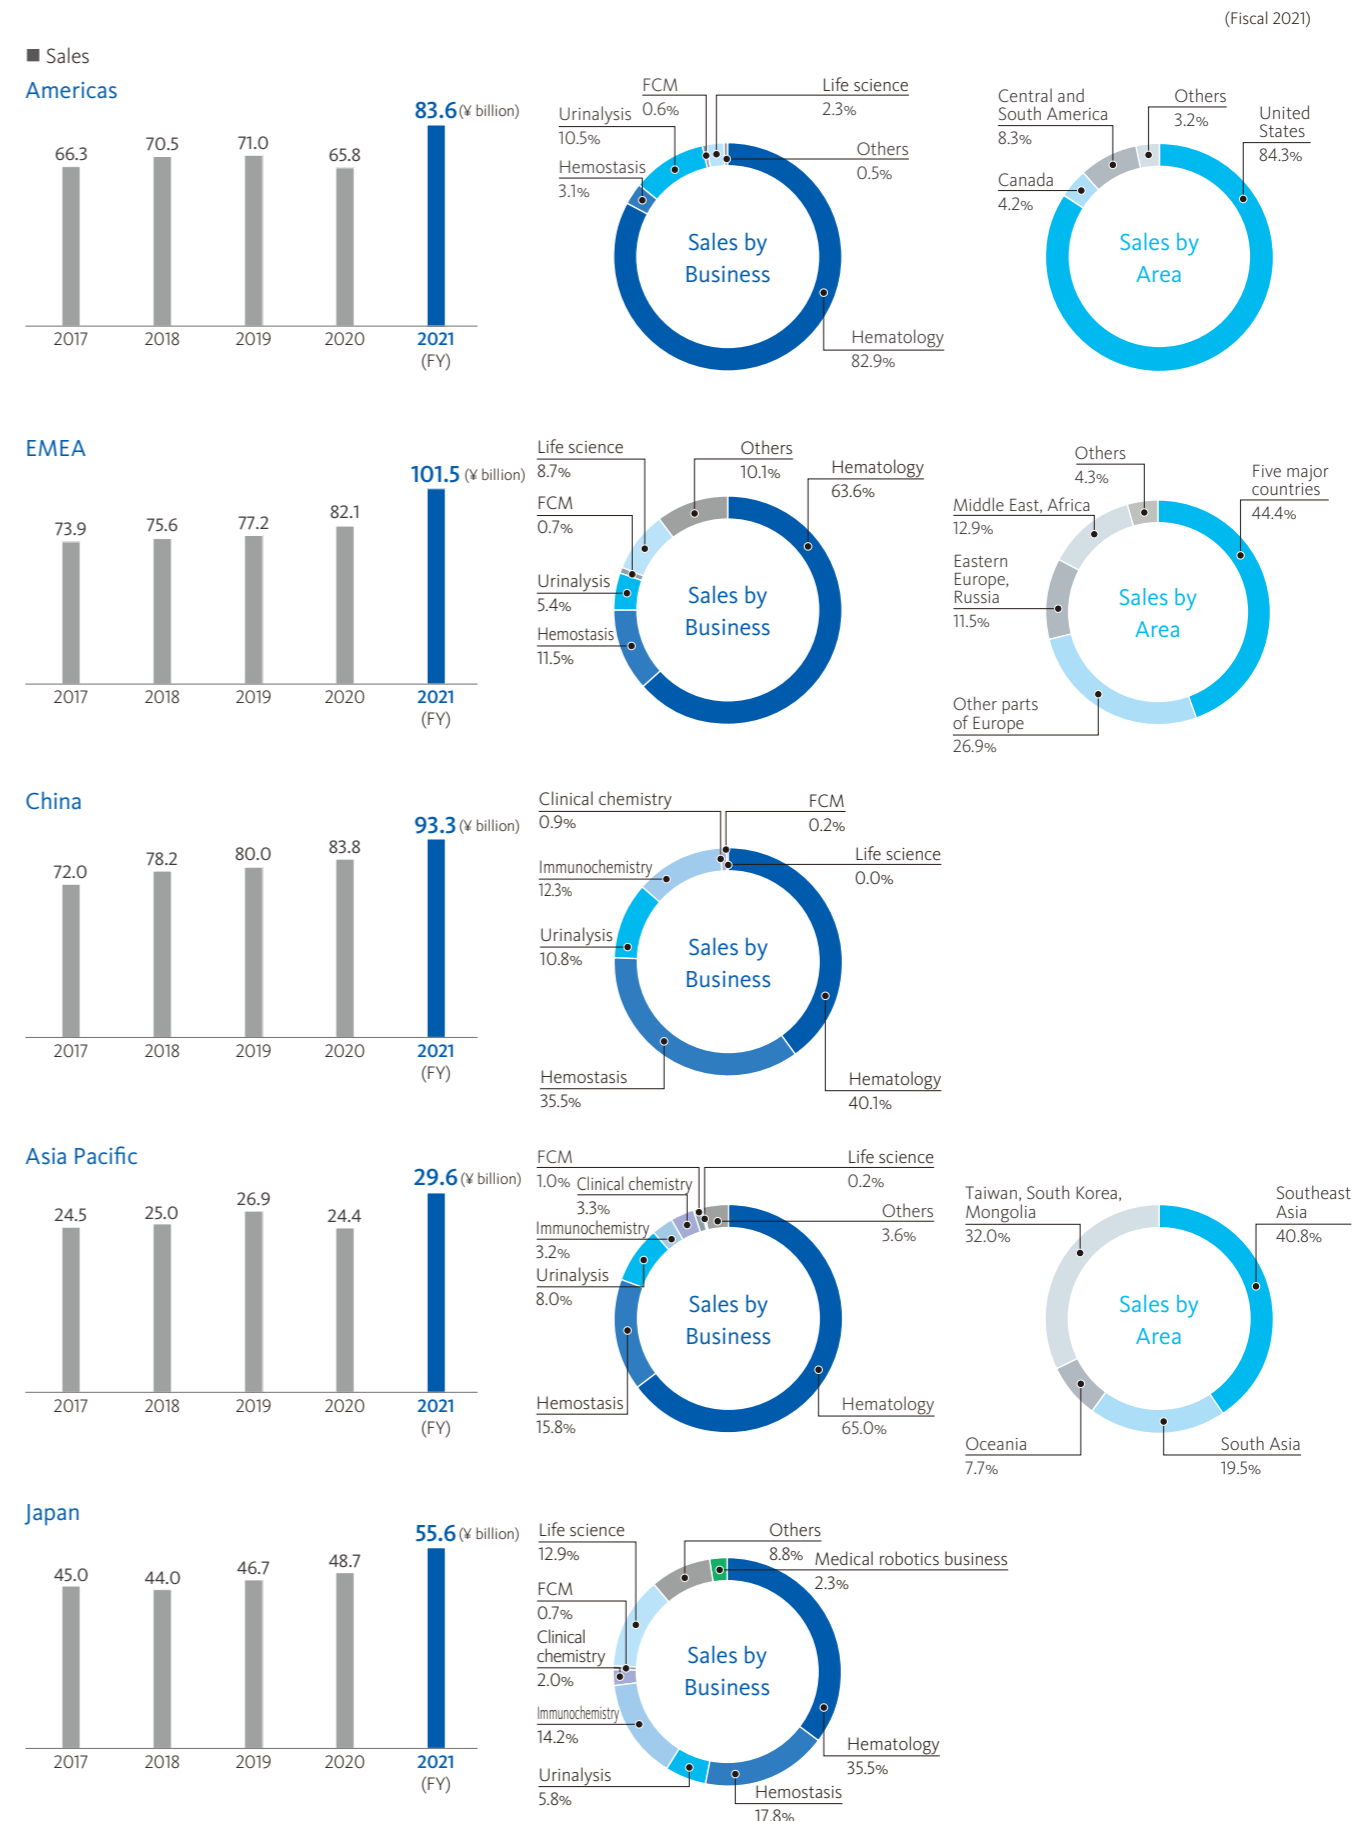 (Fiscal 2021)
Sales
Americas
83.6 (¥ billion)
66.3
70.5
71.0
65.8
2017
2018
2019
2020
2021
(FY)
FCM
0.6%
Life science
2.3%
Urinalysis
10.5%
Others
0.5%
Hemostasis
3.1%
Sales by
Business
Hematology
82.9%
Central and
South America
8.3%
Others
3.2%
United
States
84.3%
Canada
4.2%
Sales by
Area
EMEA
101.5 (¥ billion)
73.9
75.6
77.2
82.1
2017
2018
2019
2020
2021
(FY)
Life science
8.7%
Others
10.1%
Hematology
63.6%
FCM
0.7%
Urinalysis
5.4%
Hemostasis
11.5%
Sales by
Business
Others
4.3%
Five major
countries
44.4%
Middle East, Africa
12.9%
Eastern
Europe,
Russia
11.5%
Sales by
Area
Other parts
of Europe
26.9%
China
93.3 (¥ billion)
72.0
78.2
80.0
83.8
2017
2018
2019
2020
2021
(FY)
Clinical chemistry
0.9%
FCM
0.2%
Life science
0.0%
Immunochemistry
12.3%
Urinalysis
10.8%
Sales by
Business
Hemostasis
35.5%
Hematology
40.1%
Asia Pacific
29.6 (¥ billion)
24.5
25.0
26.9
24.4
2017
2018
2019
2020
2021
(FY)
FCM
1.0%
Clinical chemistry
3.3%
Life science
0.2%
Others
3.6%
Immunochemistry
3.2%
Urinalysis
8.0%
Sales by
Business
Hemostasis
15.8%
Hematology
65.0%
Taiwan, South Korea,
Mongolia
32.0%
Southeast
Asia
40.8%
Sales by
Area
Oceania
7.7%
South Asia
19.5%
Japan
55.6 (¥ billion)
45.0
44.0
46.7
48.7
2017
2018
2019
2020
2021
(FY)
Life science
12.9%
Others
8.8%
Medical robotics business
2.3%
FCM
0.7%
Clinical
chemistry
2.0%
Immunochemistry
14.2%
Sales by
Business
Urinalysis
5.8%
Hematology
35.5%
Hemostasis
17.8%